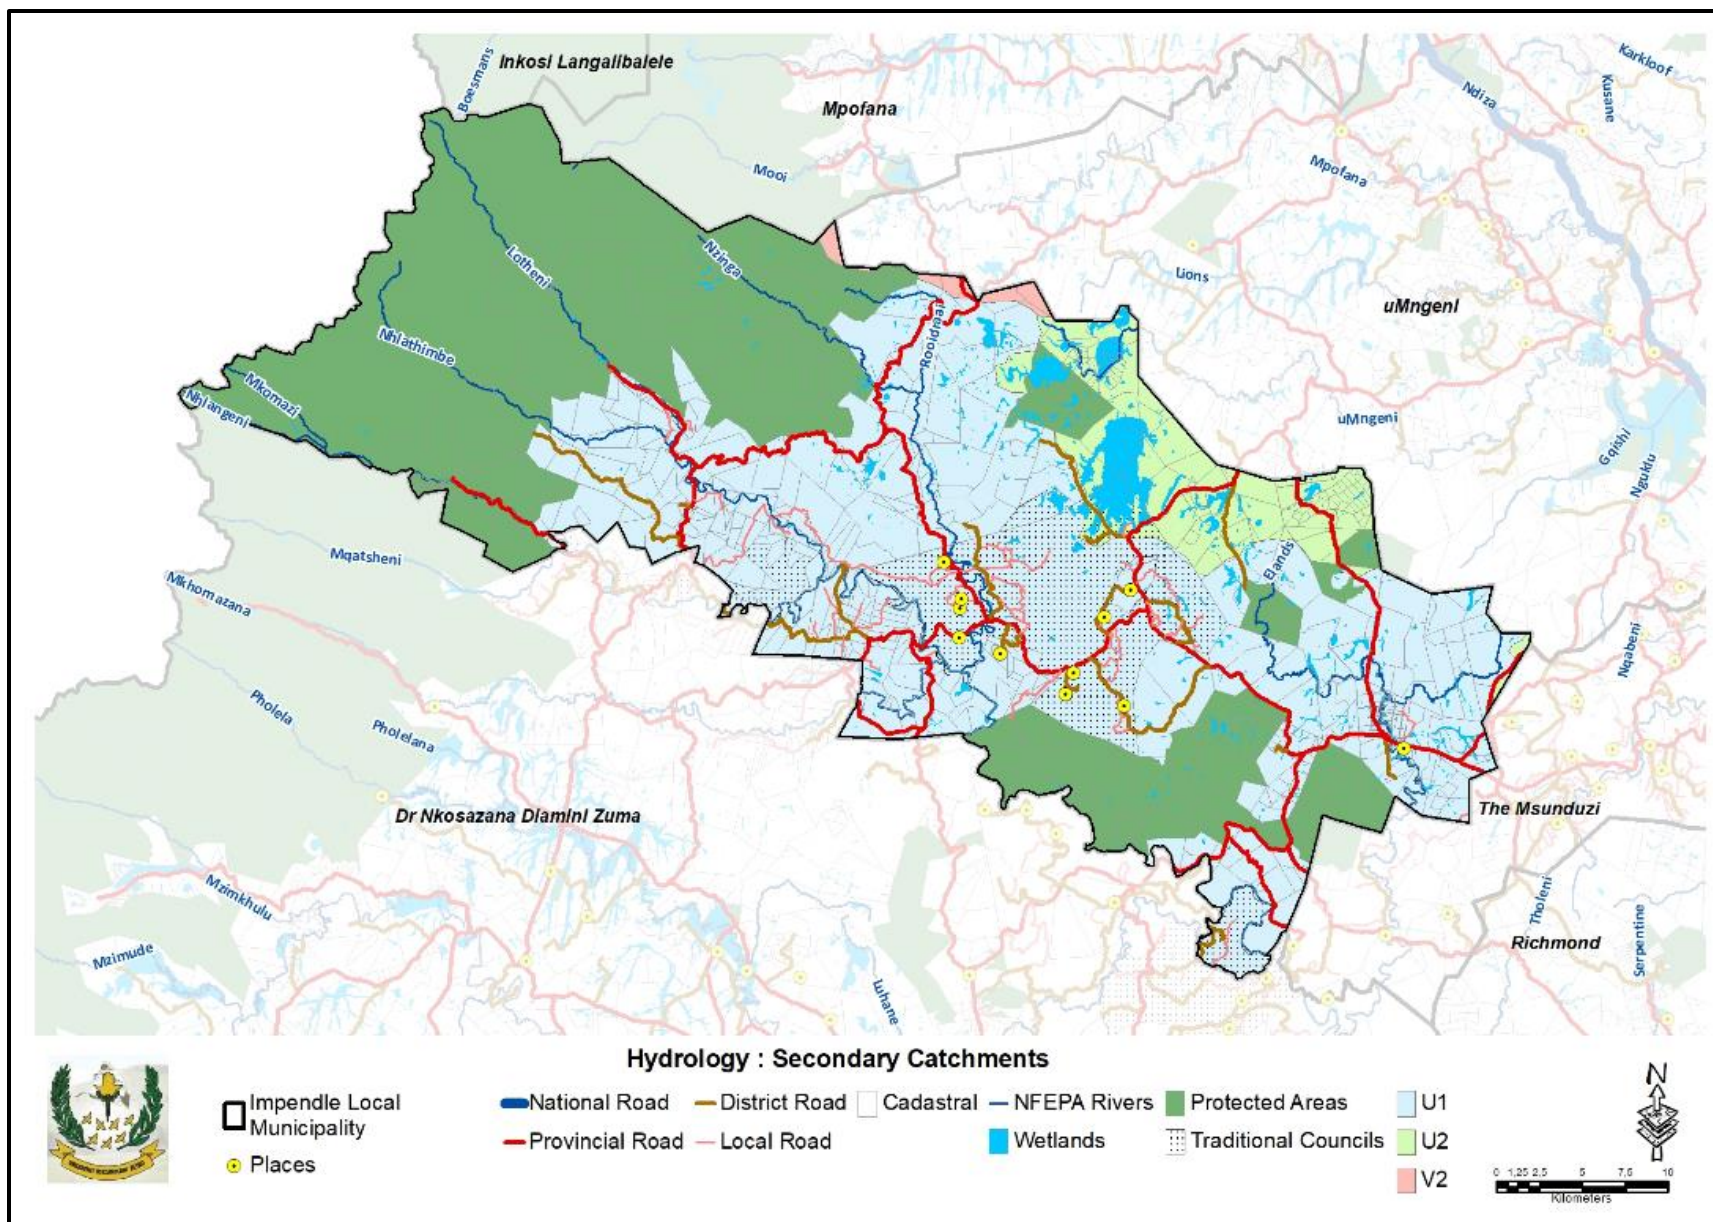 Inkosi Langalibalele
Boesmans
Karkloof
Kusane
Ndiza
Mpofana
Mooi
Mpofana
Lotheni
Nzinga
Lions
uMngeni
Rooidraai
Nhlathimbe
Mkomazi
Nhlangeni
uMngeni
Gqishi
Nguklu
Mqatsheni
Elands
Mkhomazana
Nqabeni
Pholela
Pholelana
Dr Nkosazana Dlamini Zuma
The Msunduzi
Mzimkhulu
Tholeni
Richmond
Serpentine
Mzimude
Luhane
Hydrology : Secondary Catchments
Impendle Local
Municipality
Places
National Road
Provincial Road
District Road
Local Road
Cadastral
NFEPA Rivers
Wetlands
Protected Areas
Traditional Councils
U1
U2
V2
N
0 1,25 2,5 5 7,5 10
Kilometers